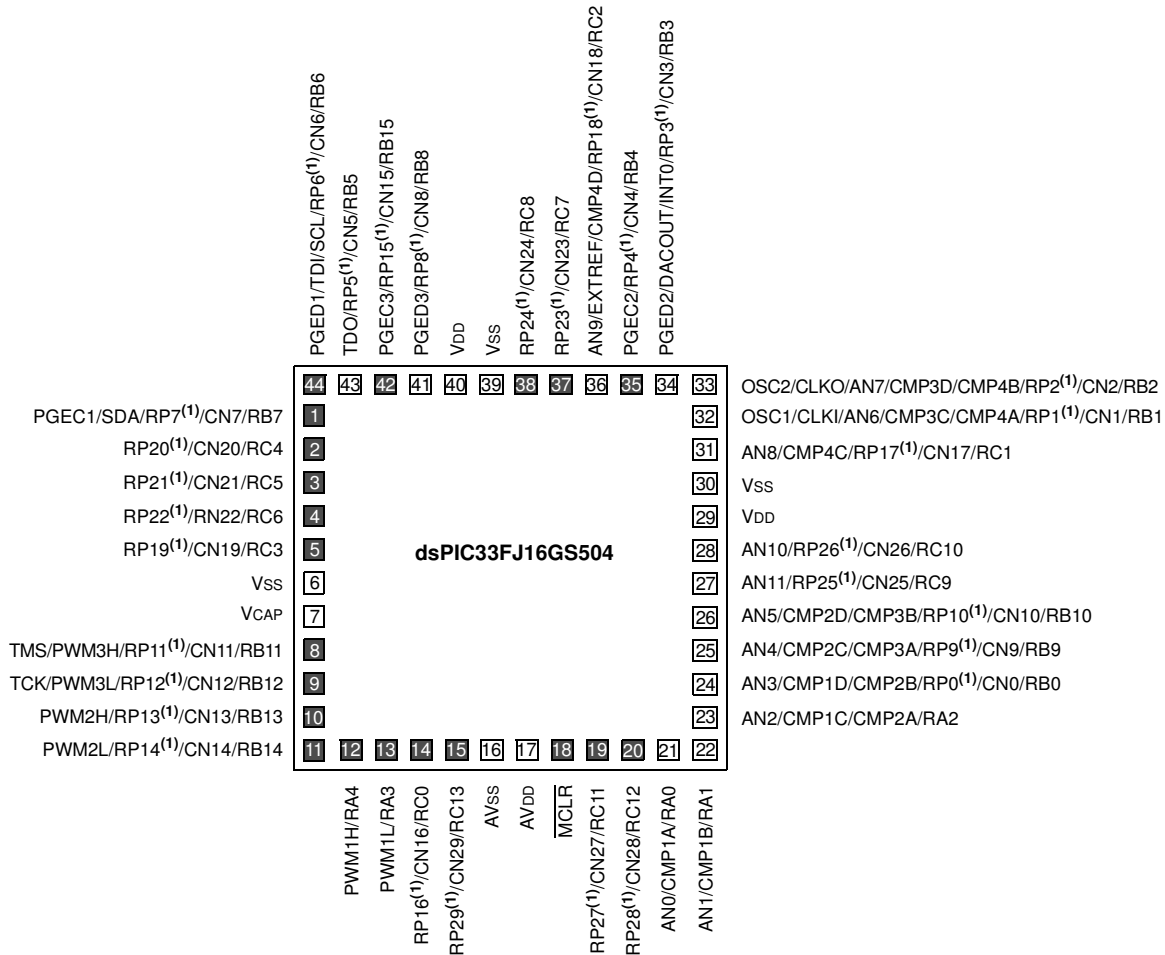 PGED1/TDI/SCL/RP6(1)/CN6/RB6
TDO/RP5(1)/CN5/RB5
PGEC3/RP15(1)/CN15/RB15
PGED3/RP8(1)/CN8/RB8
VDD
VSS
RP24(1)/CN24/RC8
RP23(1)/CN23/RC7
AN9/EXTREF/CMP4D/RP18(1)/CN18/RC2
PGEC2/RP4(1)/CN4/RB4
PGED2/DACOUT/INT0/RP3(1)/CN3/RB3
44 43 42 41 40 39 38 37 36 35 34 33 OSC2/CLKO/AN7/CMP3D/CMP4B/RP2(1)/CN2/RB2
PGEC1/SDA/RP7(1)/CN7/RB7 1 32 OSC1/CLKI/AN6/CMP3C/CMP4A/RP1(1)/CN1/RB1
RP20(1)/CN20/RC4 2 31 AN8/CMP4C/RP17(1)/CN17/RC1
RP21(1)/CN21/RC5 3 30 VSS
RP22(1)/RN22/RC6 4 29 VDD
RP19(1)/CN19/RC3 5 dsPIC33FJ16GS504 28 AN10/RP26(1)/CN26/RC10
VSS 6 27 AN11/RP25(1)/CN25/RC9
VCAP 7 26 AN5/CMP2D/CMP3B/RP10(1)/CN10/RB10
TMS/PWM3H/RP11(1)/CN11/RB11 8 25 AN4/CMP2C/CMP3A/RP9(1)/CN9/RB9
TCK/PWM3L/RP12(1)/CN12/RB12 9 24 AN3/CMP1D/CMP2B/RP0(1)/CN0/RB0
PWM2H/RP13(1)/CN13/RB13 10 23 AN2/CMP1C/CMP2A/RA2
PWM2L/RP14(1)/CN14/RB14 11 12 13 14 15 16 17 18 19 20 21 22
PWM1H/RA4
PWM1L/RA3
RP16(1)/CN16/RC0
RP29(1)/CN29/RC13
AVSS
AVDD
MCLR
RP27(1)/CN27/RC11
RP28(1)/CN28/RC12
AN0/CMP1A/RA0
AN1/CMP1B/RA1